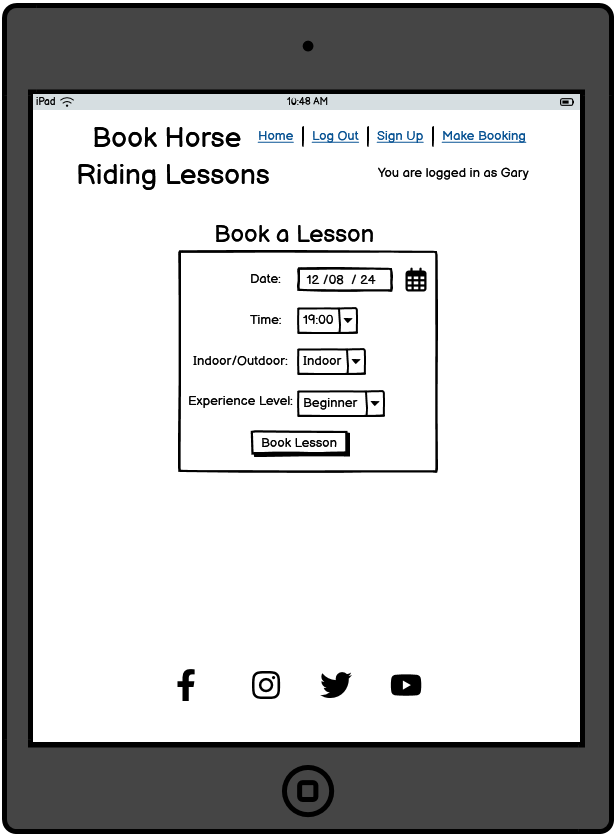 iPad 10:48 AM
Book Horse Home Log Out Sign Up Make Booking
Riding Lessons You are logged in as Gary
Book a Lesson
Date: 12 /08 / 24
Time: 19:00
Indoor/Outdoor: Indoor
Experience Level: Beginner
Book Lesson